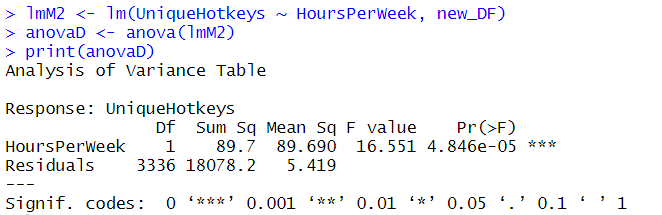 > lmM2 <- lm(UniqueHotkeys ~ HoursPerWeek, new_DF)
> anovaD <- anova(lmM2)
> print(anovaD)
Analysis of Variance Table
Response: UniqueHotkeys
Df Sum Sq Mean Sq F value Pr(>F)
HoursPerWeek 1 89.7 89.690 16.551 4.846e-05 ***
Residuals 3336 18078.2 5.419
---
Signif. codes: 0 ‘***’ 0.001 ‘**’ 0.01 ‘*’ 0.05 ‘.’ 0.1 ‘ ’ 1